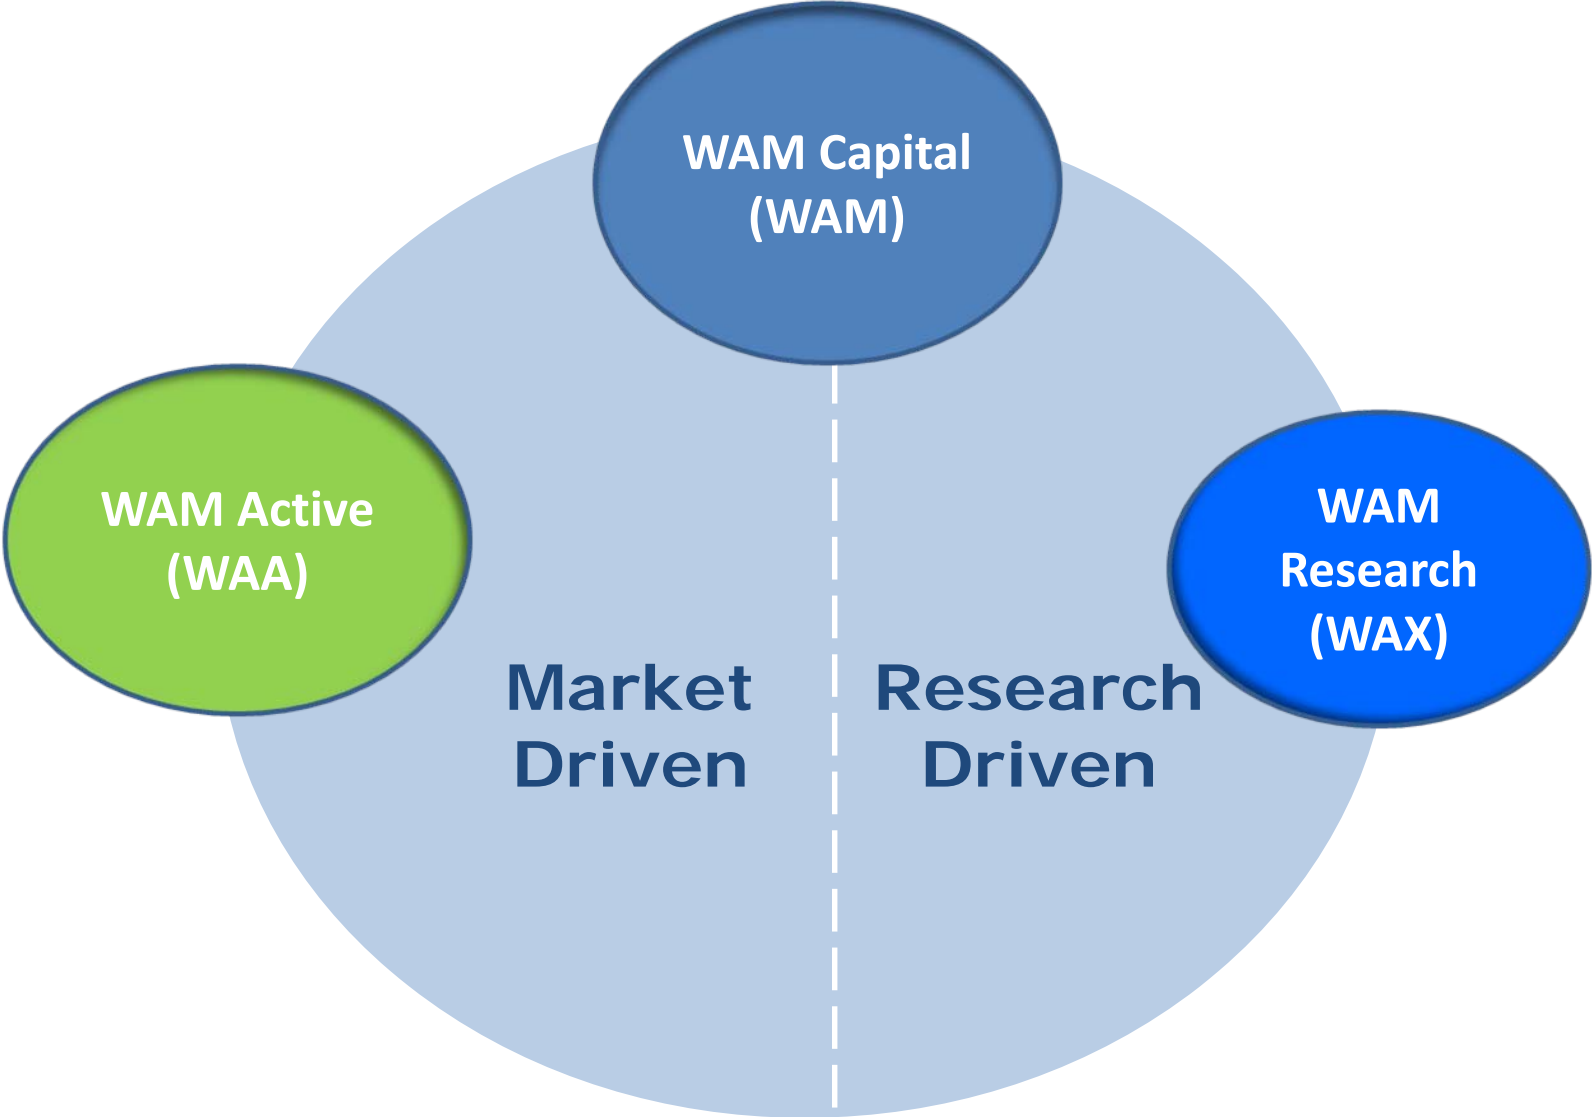 WAM Capital
(WAM)
WAM Active
(WAA)
WAM
Research
(WAX)
Market
Driven
Research
Driven